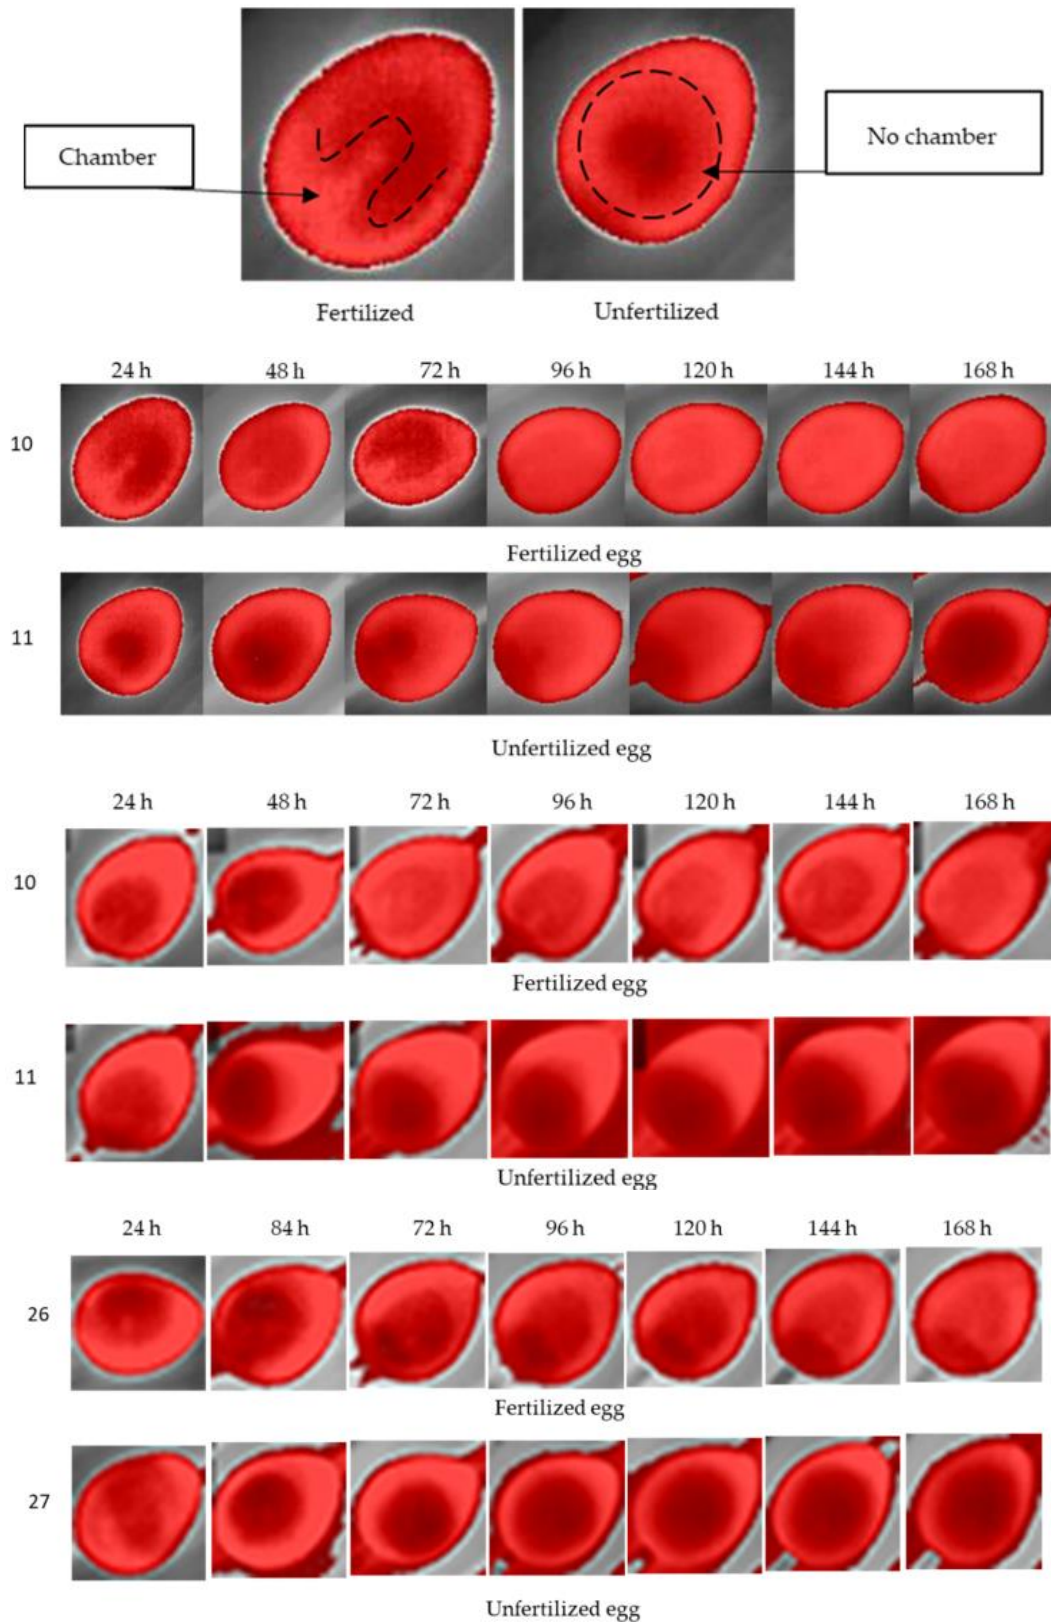 Chamber
No chamber
Fertilized
Unfertilized
24 h 48 h 72 h 96 h 120 h 144 h 168 h
10
Fertilized egg
11
Unfertilized egg
24 h 48 h 72 h 96 h 120 h 144 h 168 h
10
Fertilized egg
11
Unfertilized egg
24 h 84 h 72 h 96 h 120 h 144 h 168 h
26
Fertilized egg
27
Unfertilized egg